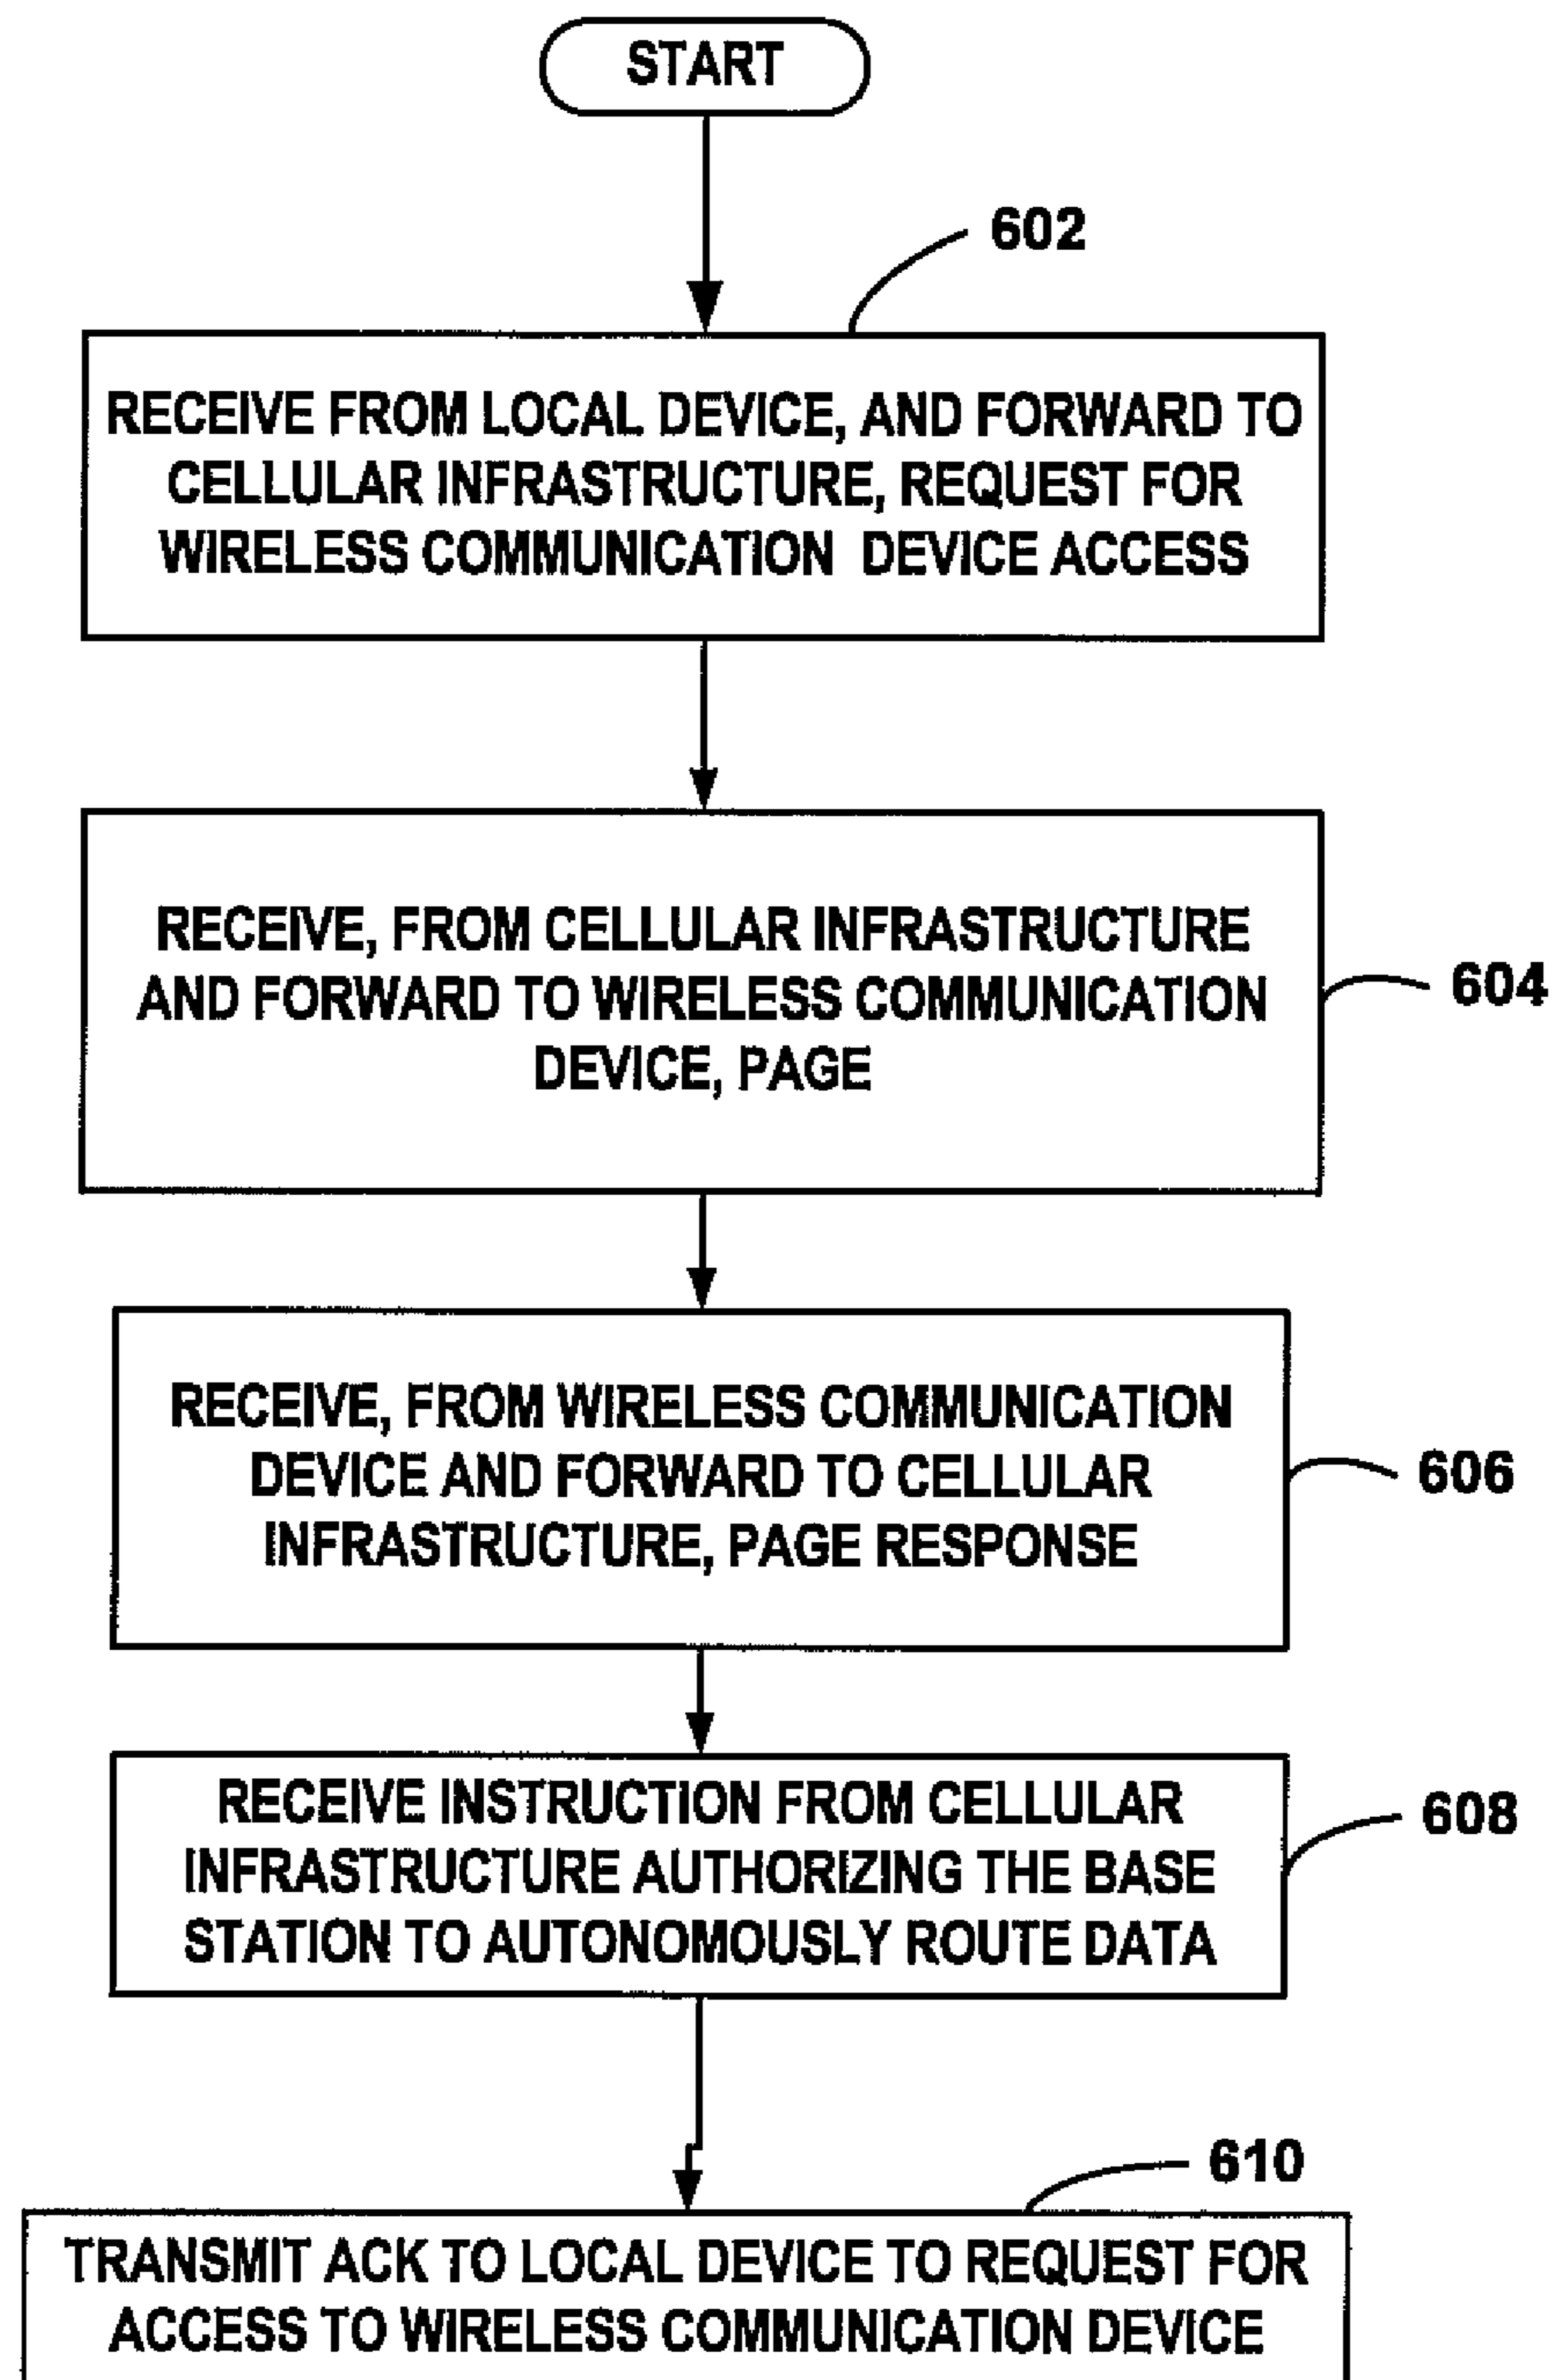 START
602
RECEIVE FROM LOCAL DEVICE, AND FORWARD TO
CELLULAR INFRASTRUCTURE, REQUEST FOR
WIRELESS COMMUNICATION DEVICE ACCESS
RECEIVE, FROM CELLULAR INFRASTRUCTURE
AND FORWARD TO WIRELESS COMMUNICATION
DEVICE, PAGE
604
RECEIVE, FROM WIRELESS COMMUNICATION
DEVICE AND FORWARD TO CELLULAR
INFRASTRUCTURE, PAGE RESPONSE
606
RECEIVE INSTRUCTION FROM CELLULAR
INFRASTRUCTURE AUTHORIZING THE BASE
STATION TO AUTONOMOUSLY ROUTE DATA
608
610
TRANSMIT ACK TO LOCAL DEVICE TO REQUEST FOR
ACCESS TO WIRELESS COMMUNICATION DEVICE